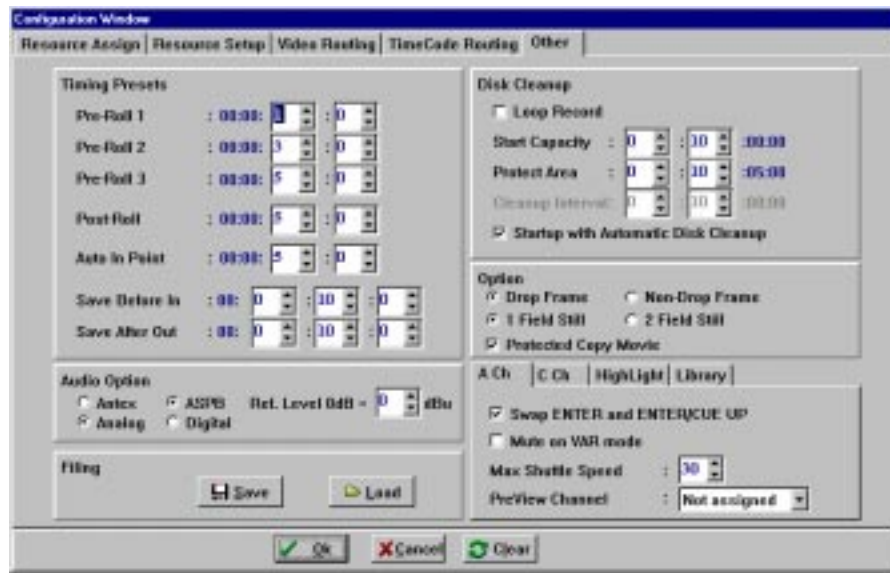 Configuration Window
Resource Assign Resource Setup Video Routing TimeCode Routing Other
Timing Presets
Pre-Roll 1 : 00:00: 1 : 0
Pre-Roll 2 : 00:00: 3 : 0
Pre-Roll 3 : 00:00: 5 : 0
Post-Roll : 00:00: 5 : 0
Auto In Point : 00:00: 5 : 0
Save Before In : 00: 0 : 10 : 0
Save After Out : 00: 0 : 10 : 0
Audio Option
Antex ASPB Ref. Level 0dB = 0 dBu
Analog Digital
Filing
Save Load
Disk Cleanup
Loop Record
Start Capacity : 0 : 10 :00:00
Protect Area : 0 : 10 :05:00
Cleanup Interval: 0 : 10 :00:00
Startup with Automatic Disk Cleanup
Option
Drop Frame Non-Drop Frame
1 Field Still 2 Field Still
Protected Copy Movie
A Ch C Ch HighLight Library
Swap ENTER and ENTER/CUE UP
Mute on VAR mode
Max Shuttle Speed : 30
PreView Channel : Not assigned
Ok Cancel Clear